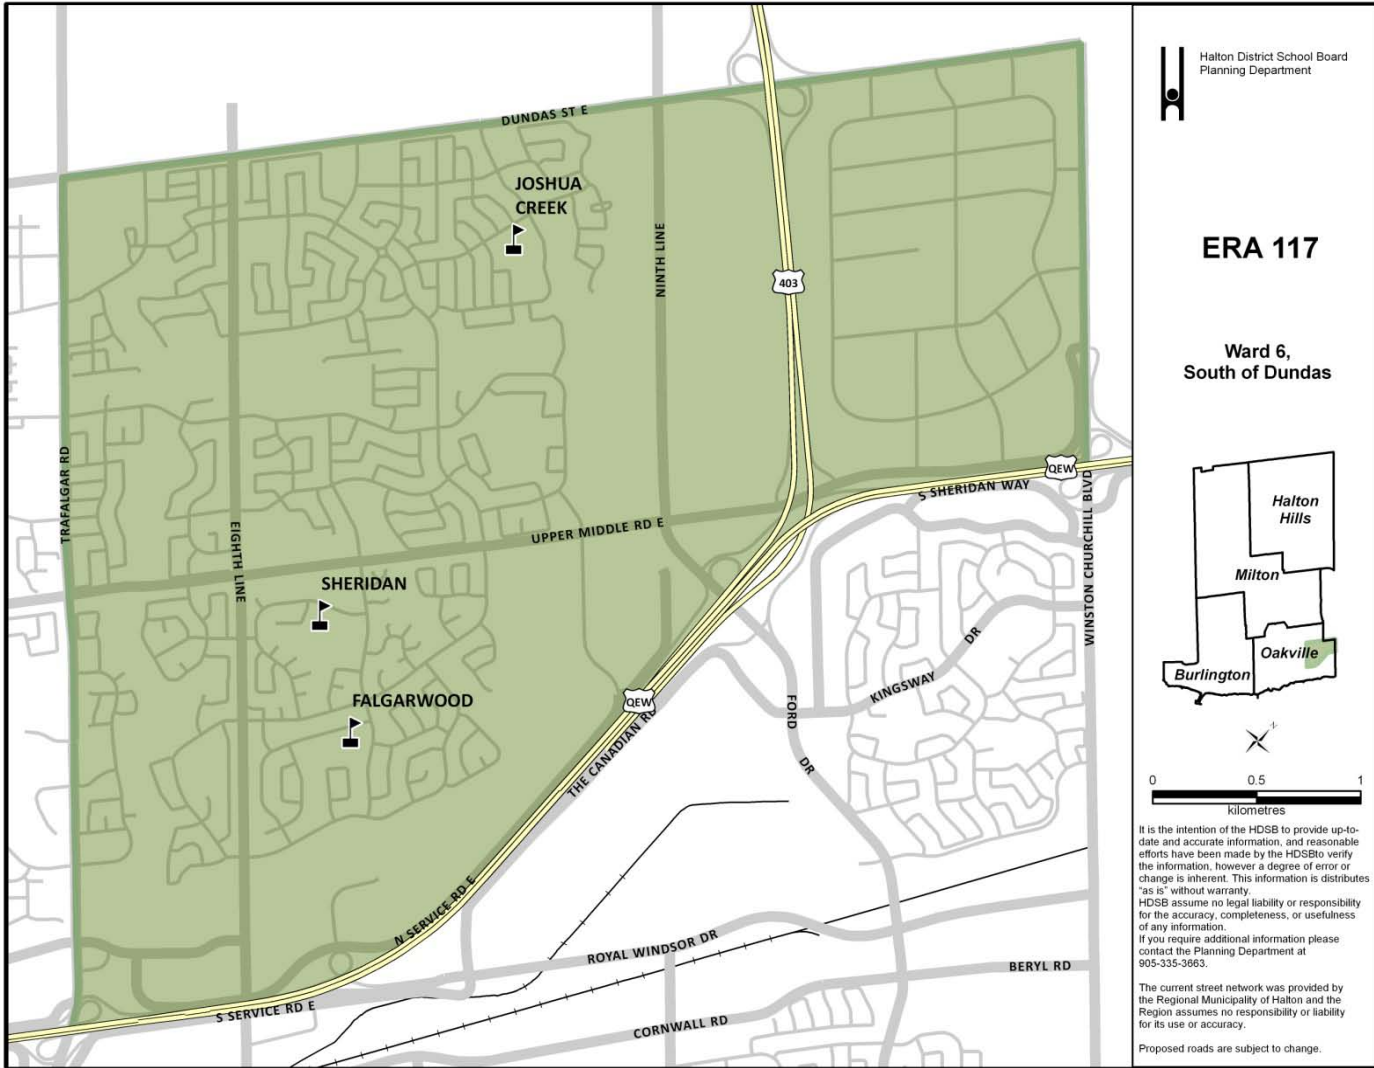 DUNDAS ST E
JOSHUA
CREEK
NINTH LINE
403
TRAFALGAR RD
EIGHTH LINE
UPPER MIDDLE RD E
QEW
S SHERIDAN WAY
WINSTON CHURCHILL BLVD
SHERIDAN
FALGARWOOD
QEW
THE CANADIAN RD
KINGSWAY
DR
FORD
DR
N SERVICE RD E
S SERVICE RD E
ROYAL WINDSOR DR
BERYL RD
CORNWALL RD
Halton District School Board
Planning Department
ERA 117
Ward 6,
South of Dundas
Halton
Hills
Milton
Oakville
Burlington
N
0 0.5 1
kilometres
It is the intention of the HDSB to provide up-to-
date and accurate information, and reasonable
efforts have been made by the HDSBto verify
the information, however a degree of error or
change is inherent. This information is distributes
"as is" without warranty.
HDSB assume no legal liability or responsibility
for the accuracy, completeness, or usefulness
of any information.
If you require additional information please
contact the Planning Department at
905-335-3663.
The current street network was provided by
the Regional Municipality of Halton and the
Region assumes no responsibility or liability
for its use or accuracy.
Proposed roads are subject to change.